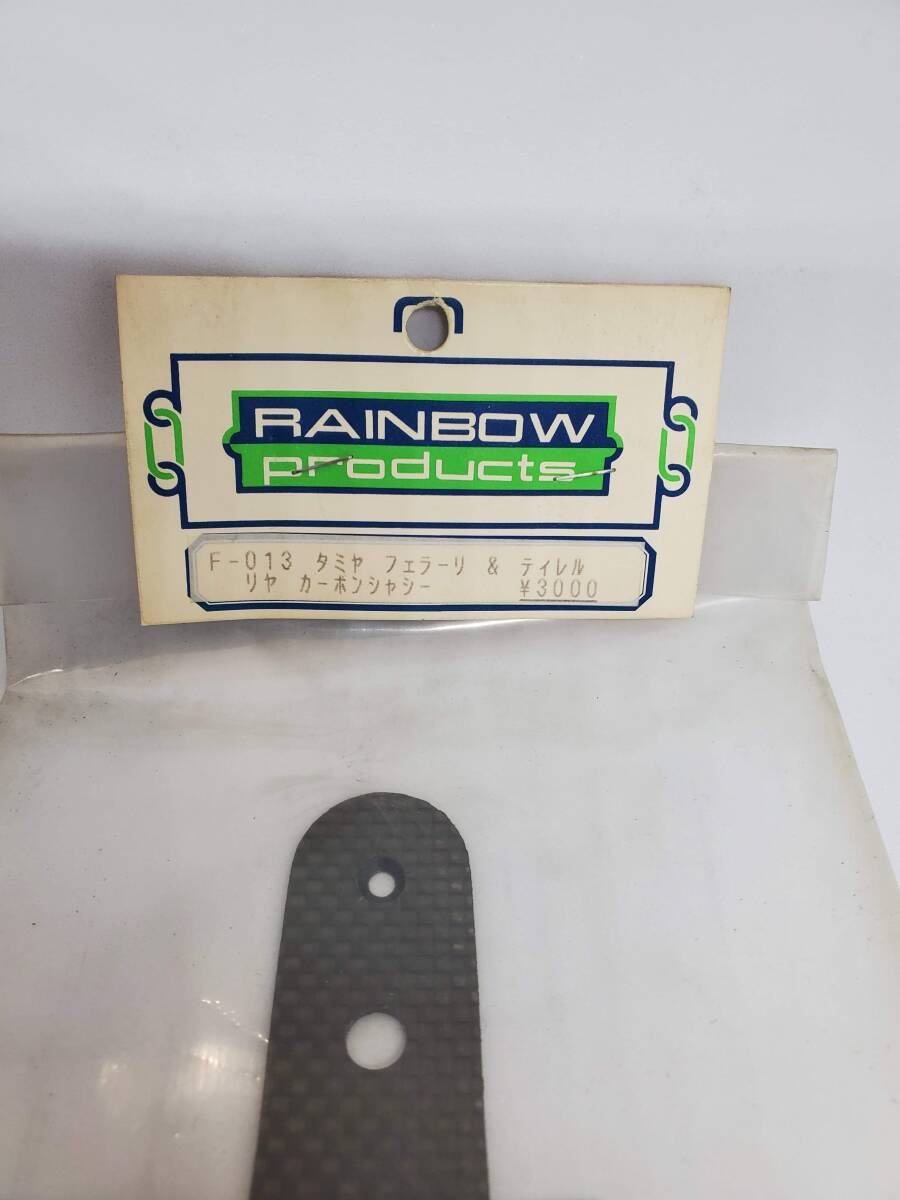 RAINBOW
products
F-013 タミヤ フェラーリ & ティレル
リヤ カーボンシャシー ¥3000